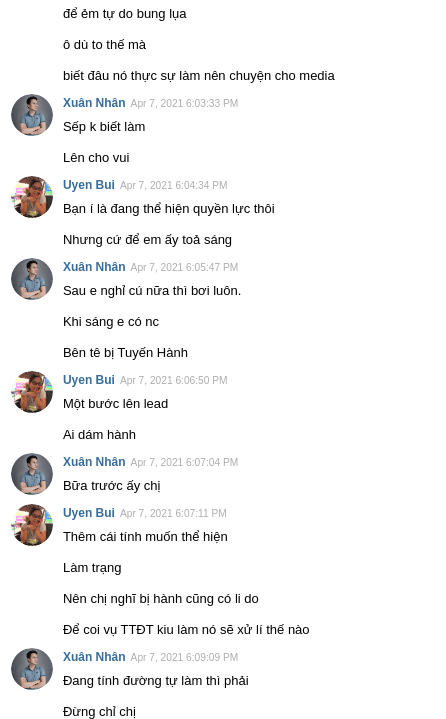 để ẻm tự do bung lụa
ô dù to thế mà
biết đâu nó thực sự làm nên chuyện cho media
Xuân Nhân Apr 7, 2021 6:03:33 PM
Sếp k biết làm
Lên cho vui
Uyen Bui Apr 7, 2021 6:04:34 PM
Bạn í là đang thể hiện quyền lực thôi
Nhưng cứ để em ấy toả sáng
Xuân Nhân Apr 7, 2021 6:05:47 PM
Sau e nghỉ cú nữa thì bơi luôn.
Khi sáng e có nc
Bên tê bị Tuyến Hành
Uyen Bui Apr 7, 2021 6:06:50 PM
Một bước lên lead
Ai dám hành
Xuân Nhân Apr 7, 2021 6:07:04 PM
Bữa trước ấy chị
Uyen Bui Apr 7, 2021 6:07:11 PM
Thêm cái tính muốn thể hiện
Làm trạng
Nên chị nghĩ bị hành cũng có li do
Để coi vụ TTĐT kiu làm nó sẽ xử lí thế nào
Xuân Nhân Apr 7, 2021 6:09:09 PM
Đang tính đường tự làm thì phải
Đừng chỉ chị